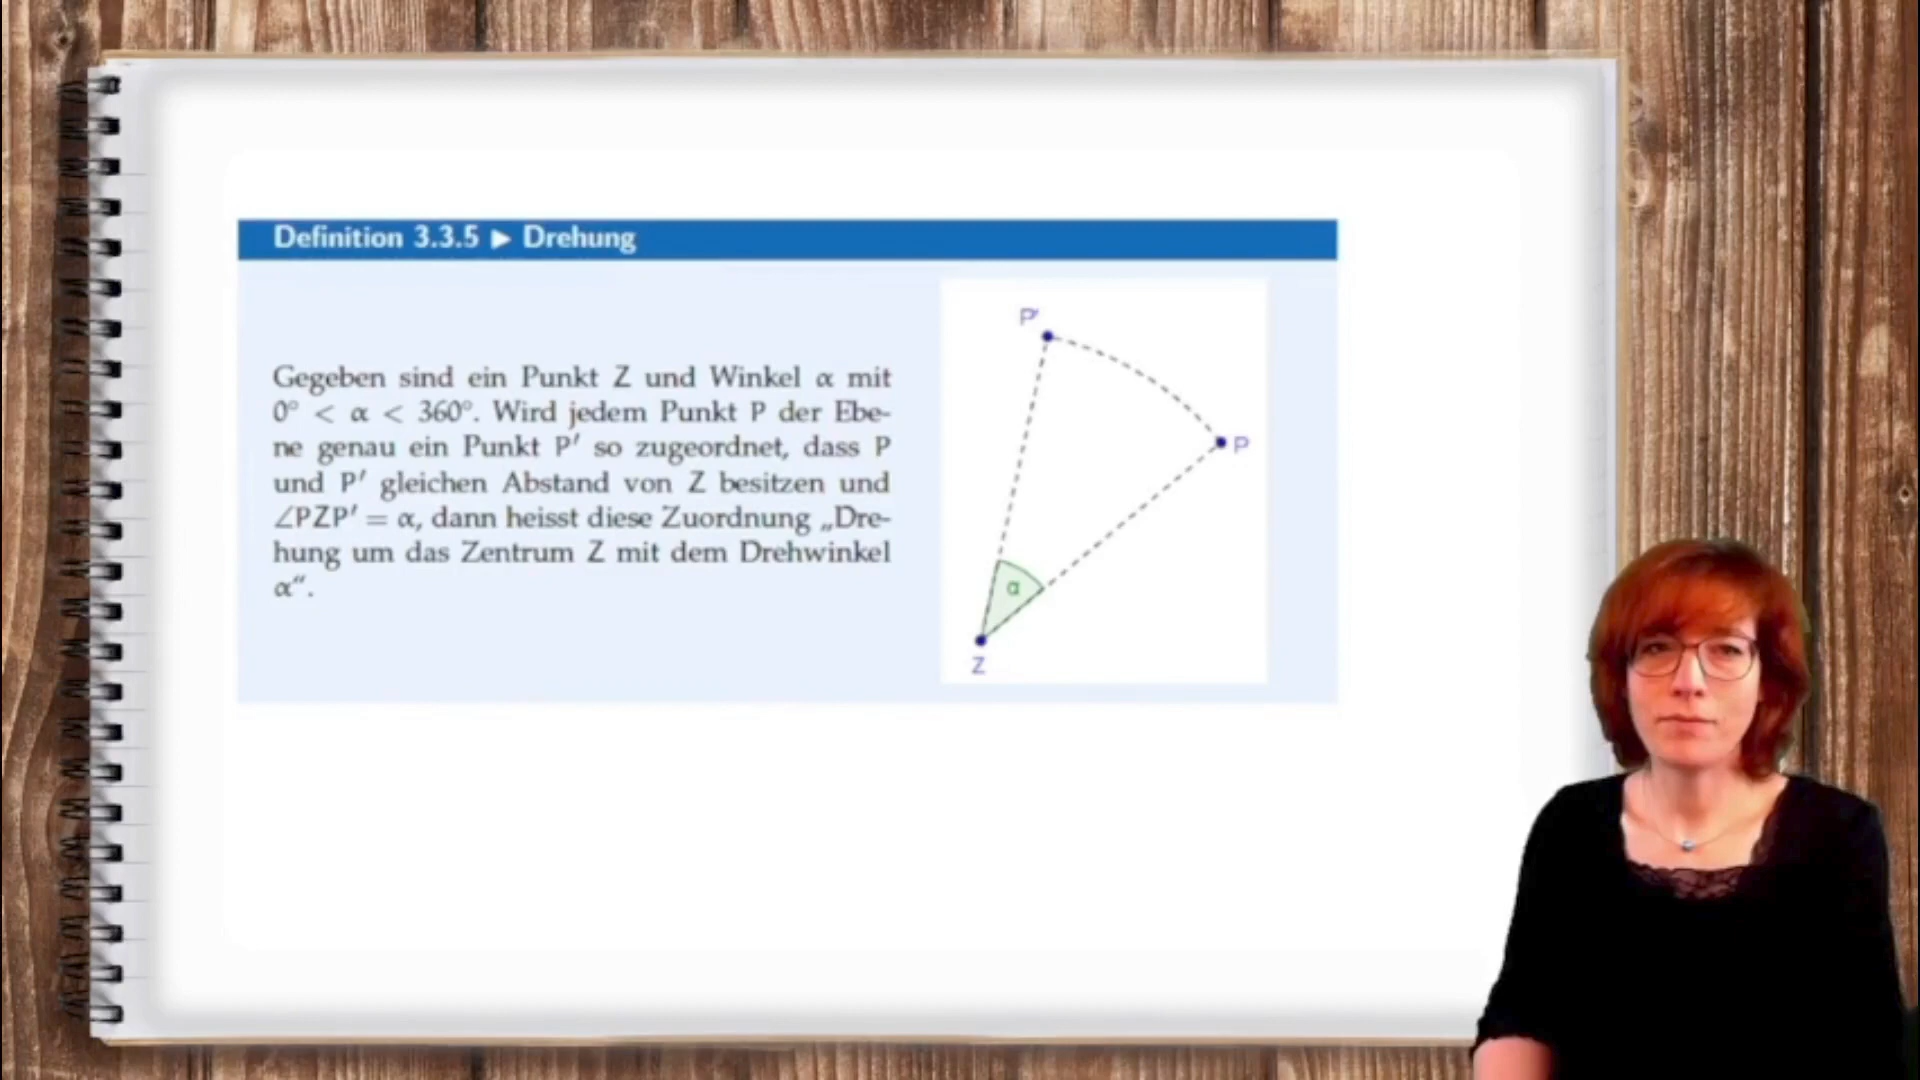 Definition 3.3.5 ▶ Drehung
Gegeben sind ein Punkt Z und Winkel α mit
0° < α < 360°. Wird jedem Punkt P der Ebe-
ne genau ein Punkt P′ so zugeordnet, dass P
und P′ gleichen Abstand von Z besitzen und
∠PZP′ = α, dann heisst diese Zuordnung „Dre-
hung um das Zentrum Z mit dem Drehwinkel
α“.
P'
P
α
Z